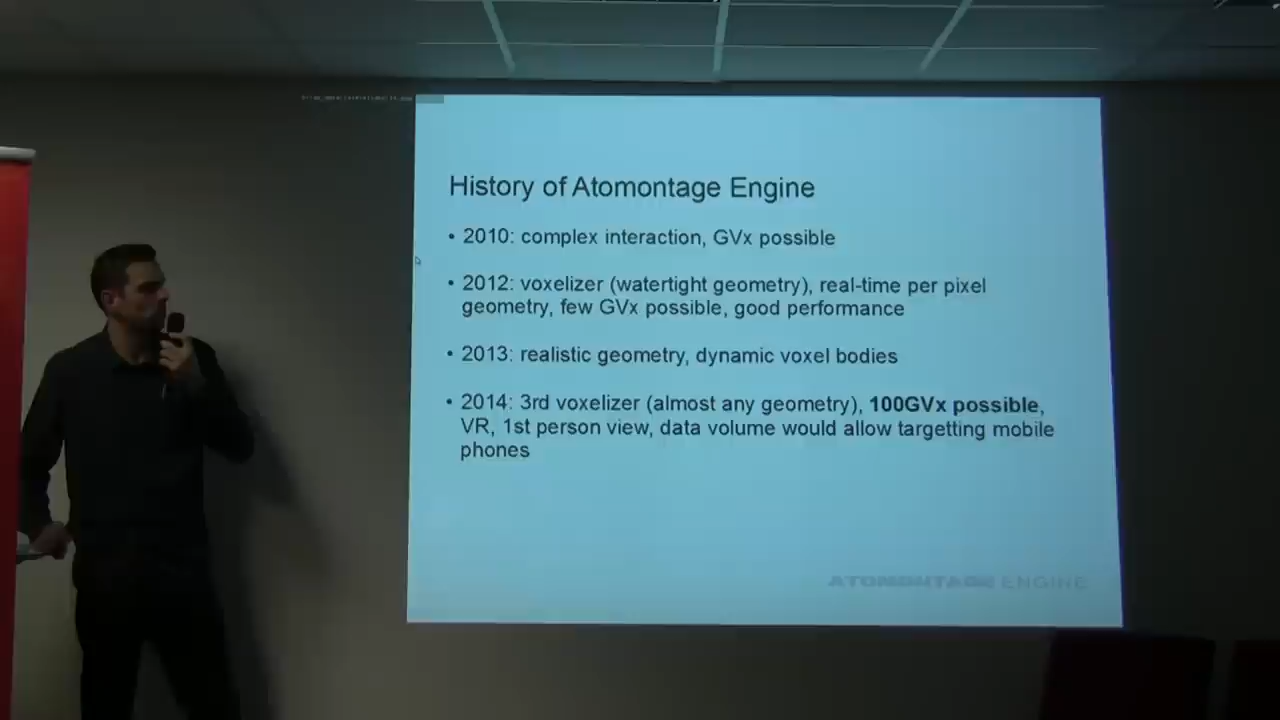 History of Atomontage Engine
• 2010: complex interaction, GVx possible
• 2012: voxelizer (watertight geometry), real-time per pixel
geometry, few GVx possible, good performance
• 2013: realistic geometry, dynamic voxel bodies
• 2014: 3rd voxelizer (almost any geometry), 100GVx possible,
VR, 1st person view, data volume would allow targetting mobile
phones
ATOMONTAGE ENGINE